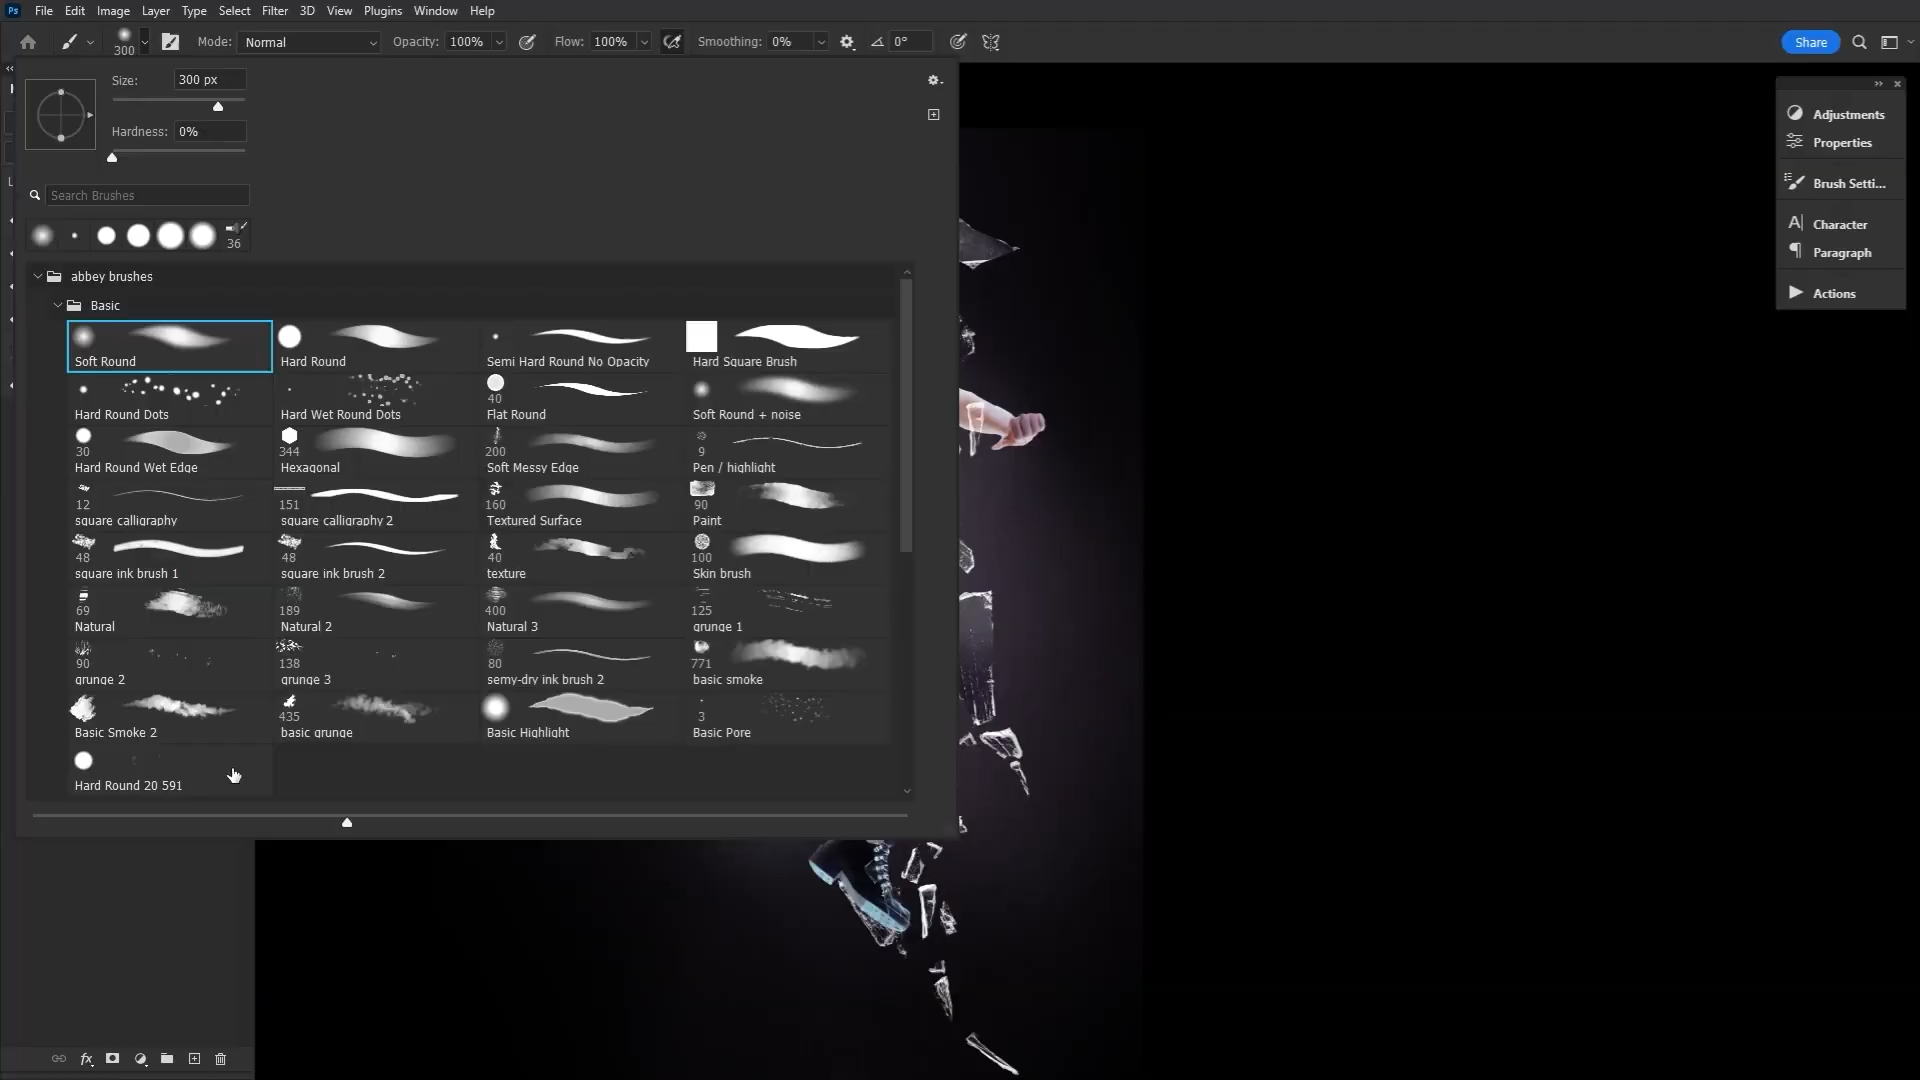 Ps File Edit Image Layer Type Select Filter 3D View Plugins Window Help
300 Mode: Normal Opacity: 100% Flow: 100% Smoothing: 0% 0° Share
Size: 300 px
Hardness: 0%
Search Brushes
36
abbey brushes
Basic
Soft Round Hard Round Semi Hard Round No Opacity Hard Square Brush
40
Hard Round Dots Hard Wet Round Dots Flat Round Soft Round + noise
30 344 200 9
Hard Round Wet Edge Hexagonal Soft Messy Edge Pen / highlight
12 151 160 90
square calligraphy square calligraphy 2 Textured Surface Paint
48 48 40 100
square ink brush 1 square ink brush 2 texture Skin brush
69 189 400 125
Natural Natural 2 Natural 3 grunge 1
90 138 80 771
grunge 2 grunge 3 semy-dry ink brush 2 basic smoke
435 3
Basic Smoke 2 basic grunge Basic Highlight Basic Pore
Hard Round 20 591
Adjustments
Properties
Brush Setti...
Character
Paragraph
Actions
fx